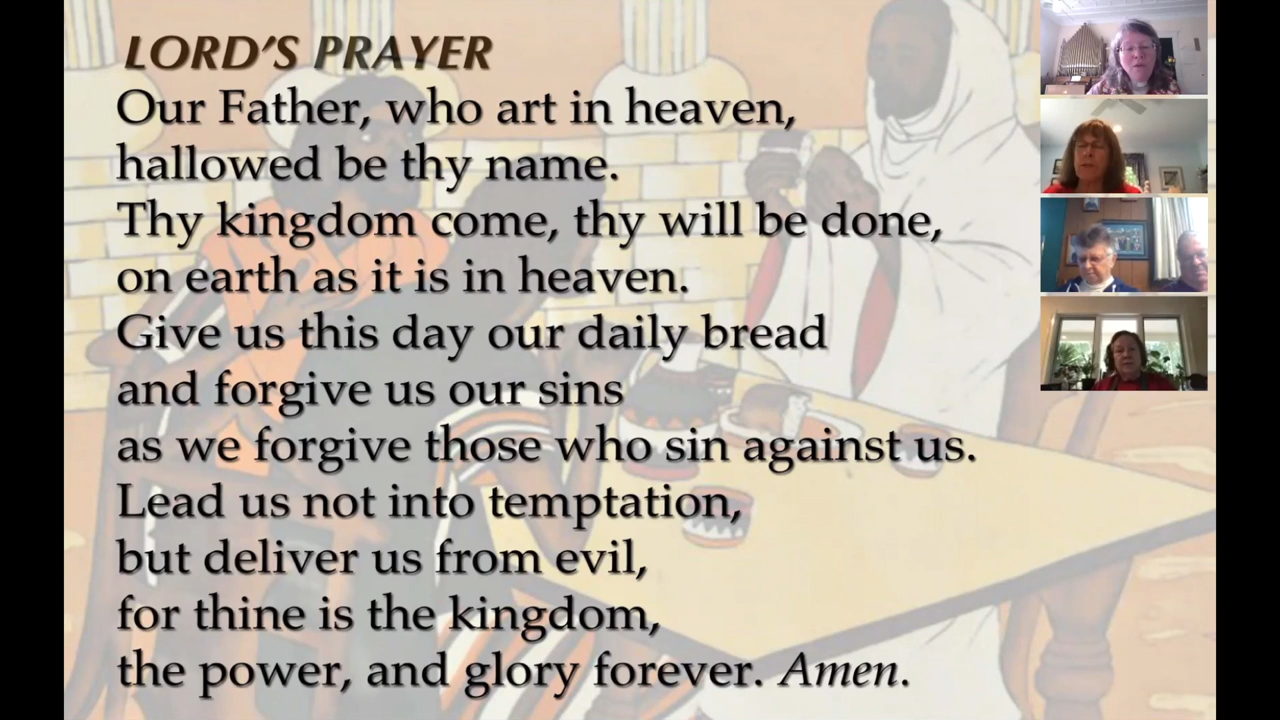 LORD'S PRAYER
Our Father, who art in heaven,
hallowed be thy name.
Thy kingdom come, thy will be done,
on earth as it is in heaven.
Give us this day our daily bread
and forgive us our sins
as we forgive those who sin against us.
Lead us not into temptation,
but deliver us from evil,
for thine is the kingdom,
the power, and glory forever. Amen.